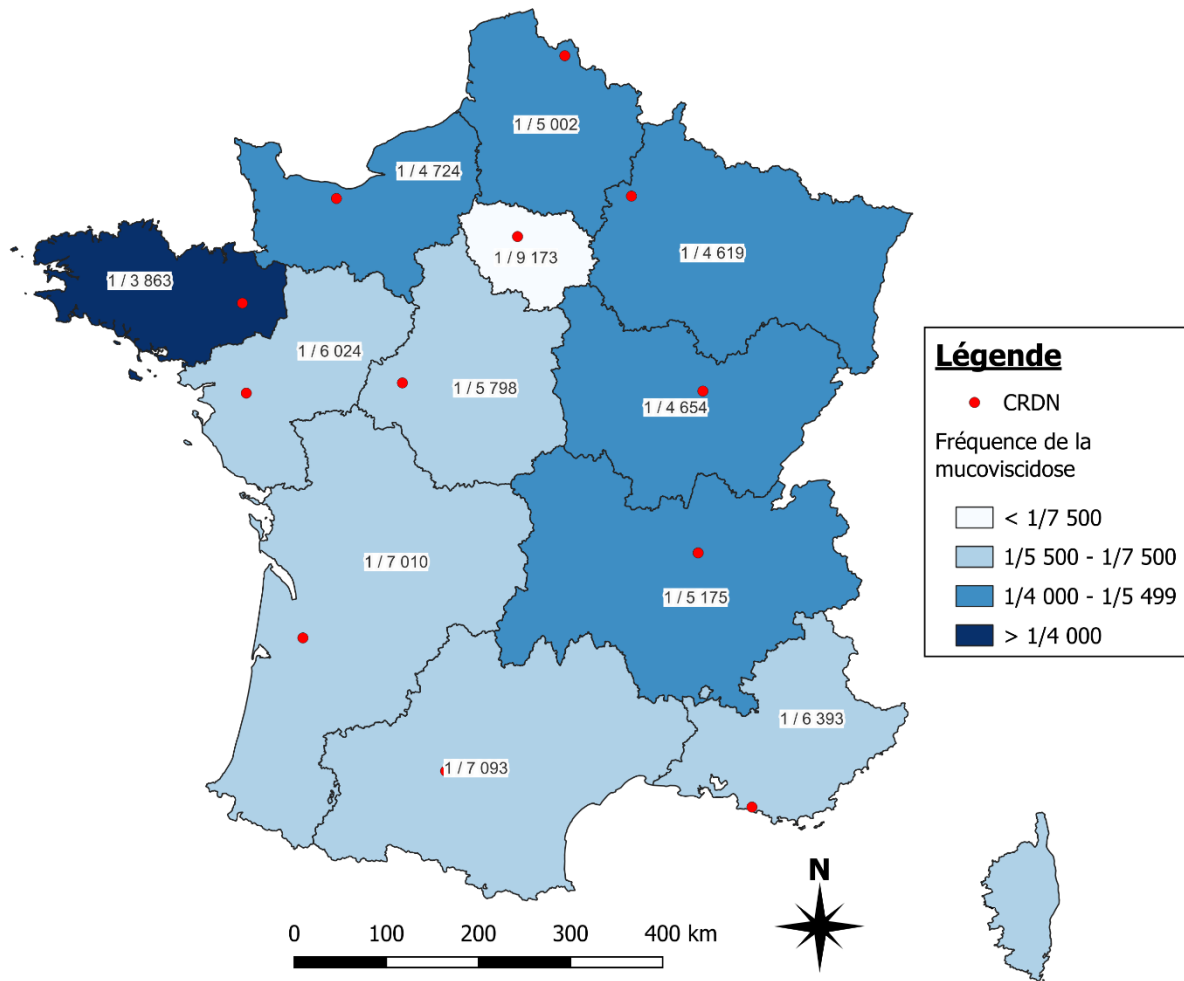 1 / 5 002
1 / 4 724
1 / 4 619
1 / 9 173
1 / 3 863
1 / 6 024
1 / 5 798
1 / 4 654
1 / 7 010
1 / 5 175
1 / 6 393
1 / 7 093
Légende
CRDN
Fréquence de la
mucoviscidose
< 1/7 500
1/5 500 - 1/7 500
1/4 000 - 1/5 499
> 1/4 000
N
0 100 200 300 400 km